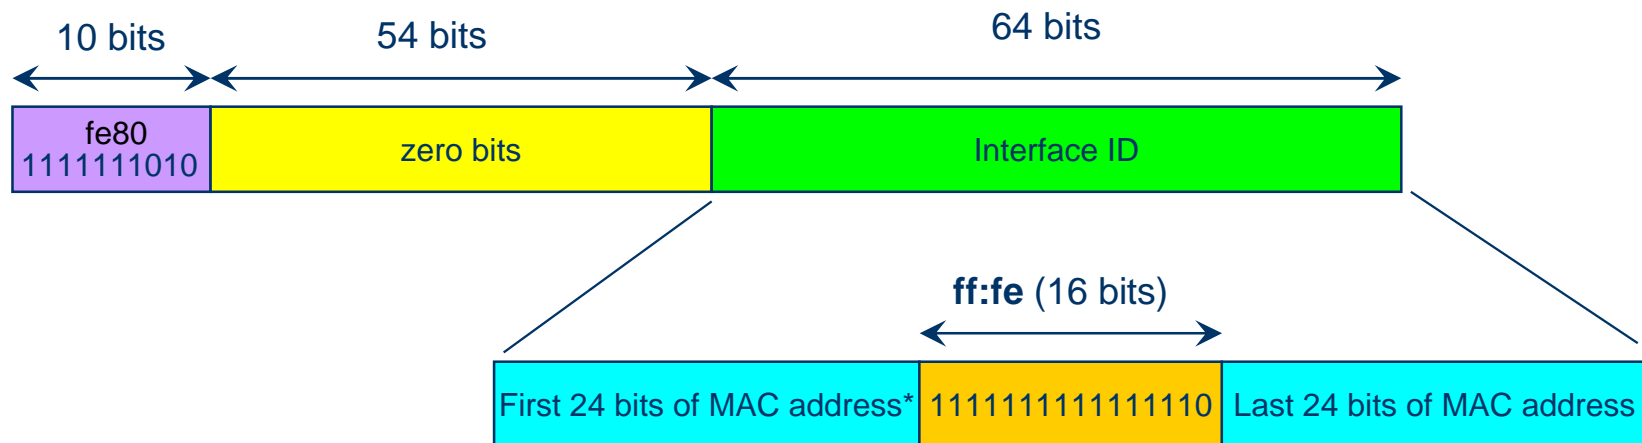 10 bits
54 bits
64 bits
fe80
1111111010
zero bits
Interface ID
ff:fe (16 bits)
First 24 bits of MAC address*
1111111111111110
Last 24 bits of MAC address